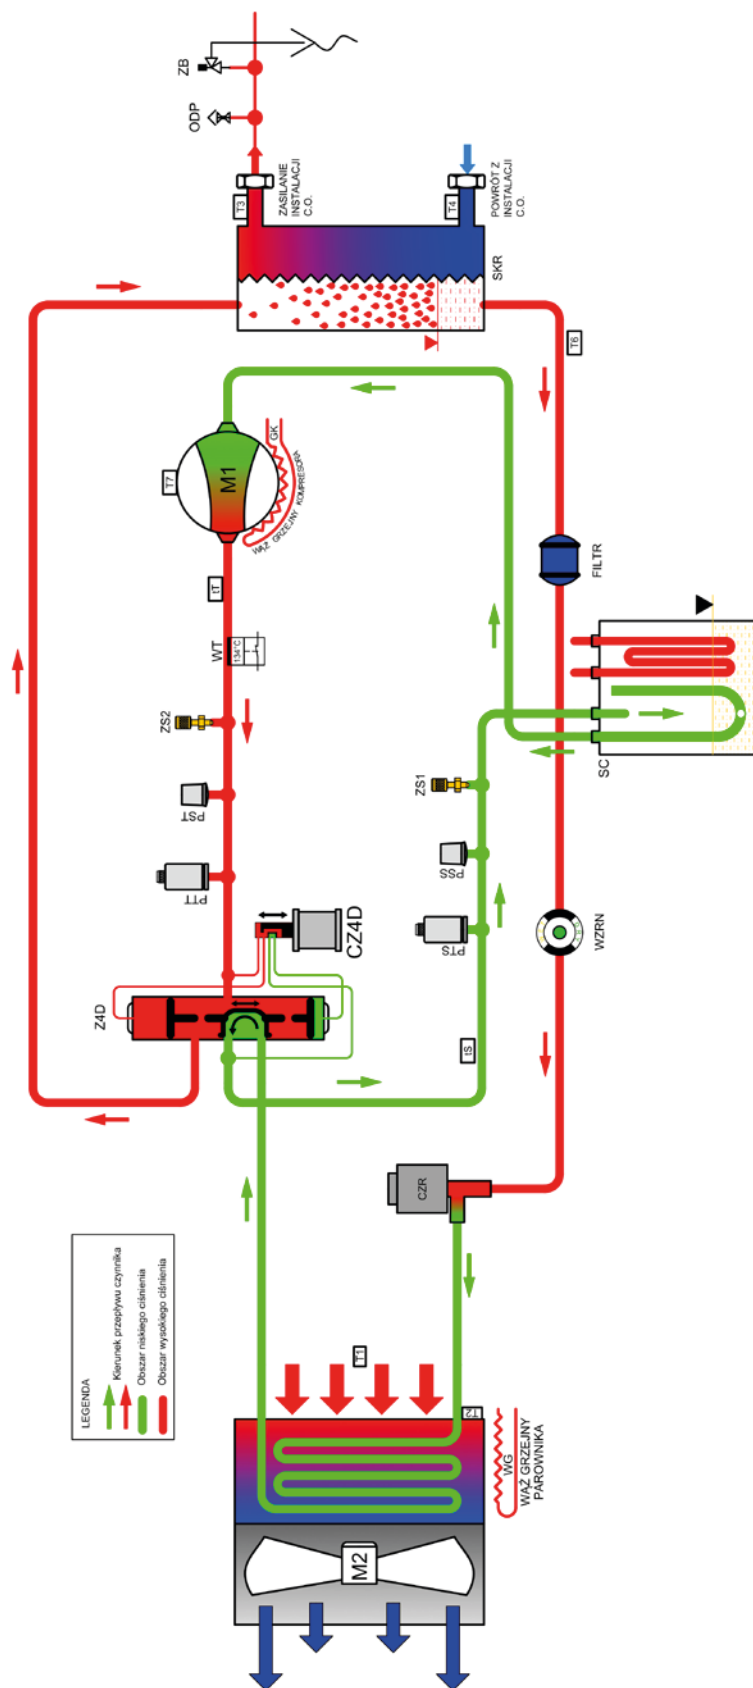 ZB
ODP
T3
ZASILANIE
INSTALACJI
C.O.
T4
POWRÓT Z
INSTALACJI
C.O.
SKR
T6
T7
M1
GK
WĄŻ GRZEJNY KOMPRESORA
tT
WT
134°C
ZS2
PST
PTT
FILTR
SC
ZS1
PSS
PTS
CZ4D
Z4D
WZRN
tS
CZR
LEGENDA
Kierunek przepływu czynnika
Obszar niskiego ciśnienia
Obszar wysokiego ciśnienia
T1
T2
WG
WĄŻ GRZEJNY
PAROWNIKA
M2